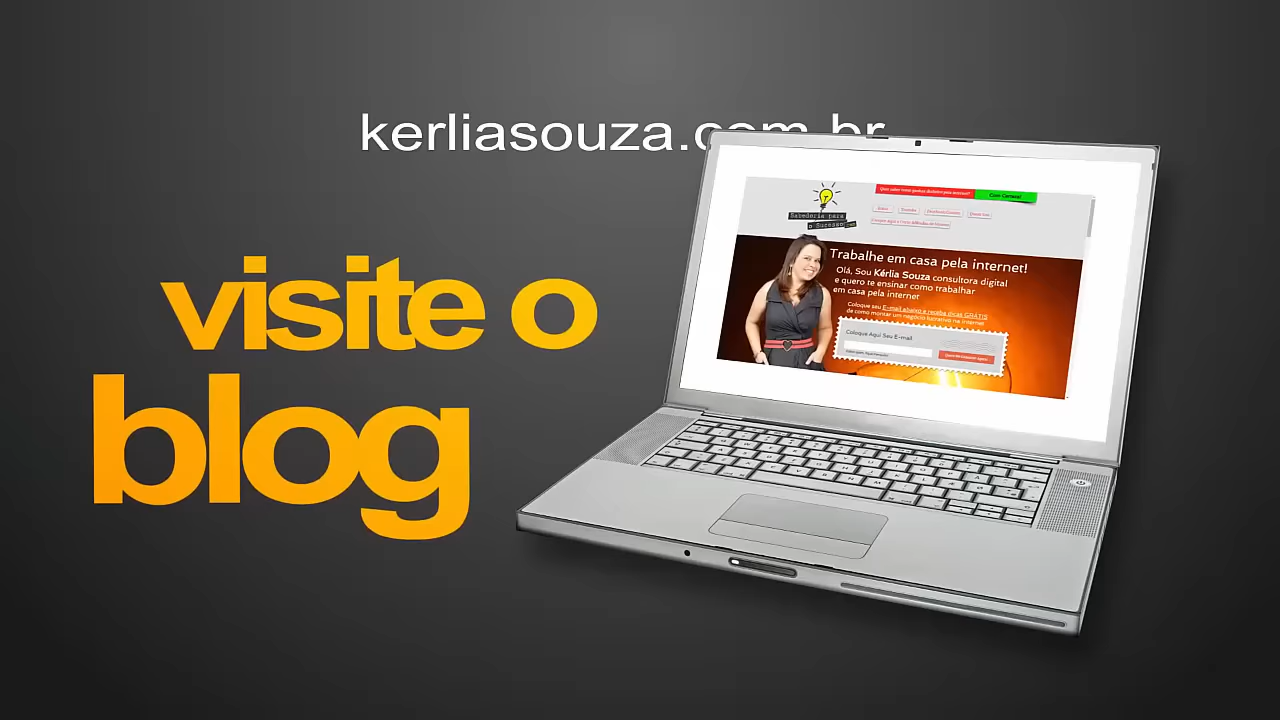 kerliasouza.com.br
visite o
blog
Sabedoria para
o Sucesso
Trabalhe em casa pela internet!
Olá, Sou Kérlia Souza consultora digital
e quero te ensinar como trabalhar
em casa pela internet
Coloque seu E-mail abaixo e receba dicas GRÁTIS
de como montar um negócio lucrativo na internet
Coloque Aqui Seu E-mail